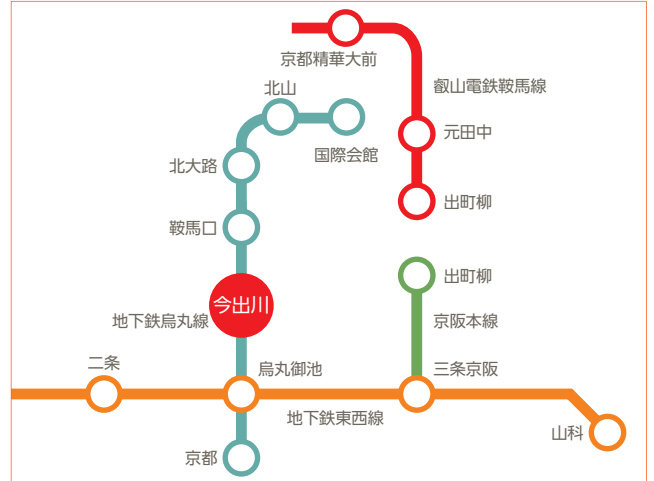 京都精華大前
叡山電鉄鞍馬線
北山
元田中
国際会館
北大路
出町柳
鞍馬口
出町柳
今出川
地下鉄烏丸線
京阪本線
二条
烏丸御池
三条京阪
地下鉄東西線
山科
京都